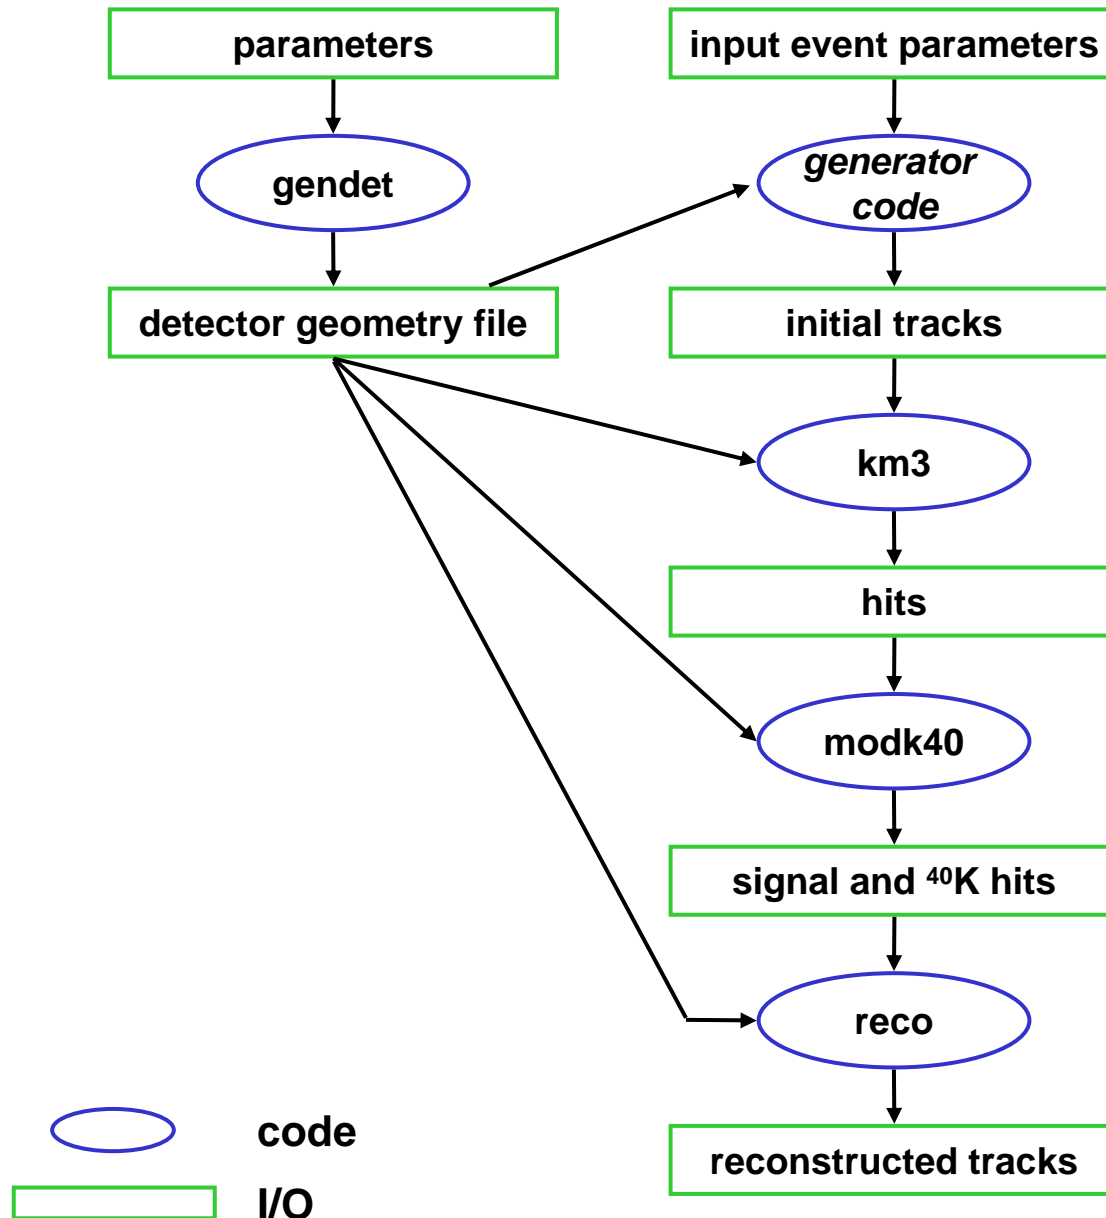 parameters
input event parameters
gendet
generator
code
detector geometry file
initial tracks
km3
hits
modk40
signal and ⁴⁰K hits
reco
code
reconstructed tracks
I/O